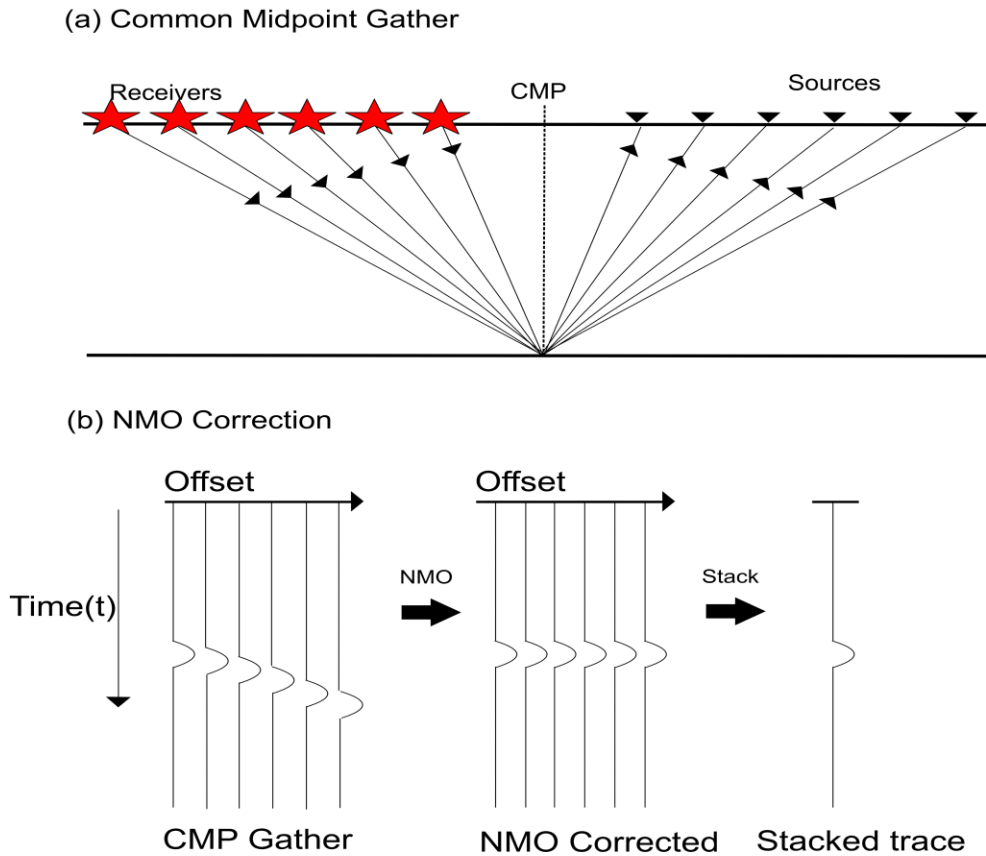 (a) Common Midpoint Gather
Receivers
CMP
Sources
(b) NMO Correction
Offset
Offset
Time(t)
NMO
Stack
CMP Gather
NMO Corrected
Stacked trace